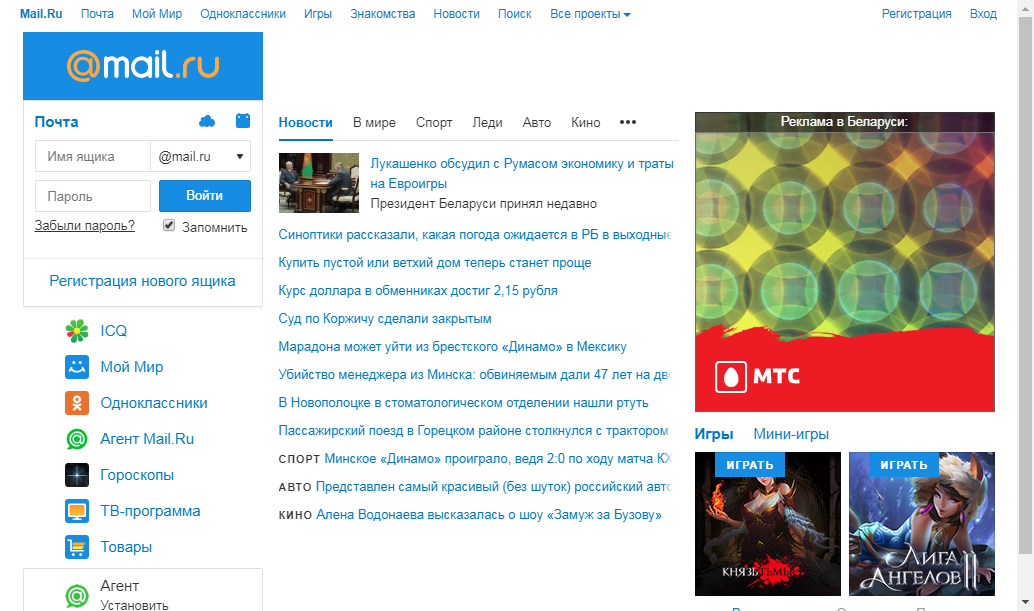 Mail.Ru Почта Мой Мир Одноклассники Игры Знакомства Новости Поиск Все проекты Регистрация Вход
@mail.ru
Почта
Имя ящика @mail.ru
Пароль Войти
Забыли пароль? Запомнить
Регистрация нового ящика
ICQ
Мой Мир
Одноклассники
Агент Mail.Ru
Гороскопы
ТВ-программа
Товары
Агент
Установить
Новости В мире Спорт Леди Авто Кино •••
Лукашенко обсудил с Румасом экономику и траты
на Евроигры
Президент Беларуси принял недавно
Синоптики рассказали, какая погода ожидается в РБ в выходные
Купить пустой или ветхий дом теперь станет проще
Курс доллара в обменниках достиг 2,15 рубля
Суд по Коржичу сделали закрытым
Марадона может уйти из брестского «Динамо» в Мексику
Убийство менеджера из Минска: обвиняемым дали 47 лет на
В Новополоцке в стоматологическом отделении нашли ртуть
Пассажирский поезд в Горецком районе столкнулся с трактором
СПОРТ Минское «Динамо» проиграло, ведя 2:0 по ходу матча
АВТО Представлен самый красивый (без шуток) российский
КИНО Алена Водонаева высказалась о шоу «Замуж за Бузову»
Реклама в Беларуси:
МТС
Игры Мини-игры
ИГРАТЬ ИГРАТЬ
КНЯЗЬ ТЬМЫ
ЛИГА
АНГЕЛОВ II